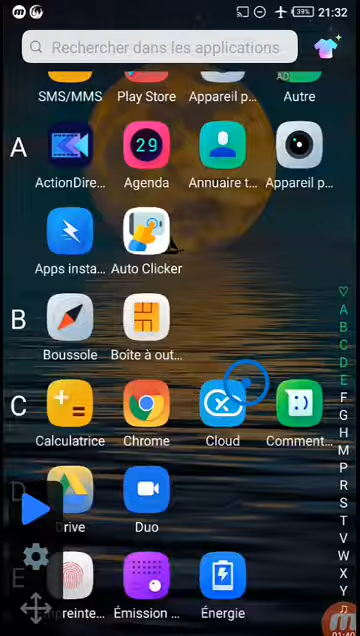 39% 21:32
Rechercher dans les applications
AD
SMS/MMS Play Store Appareil p... Autre
A
29
ActionDire... Agenda Annuaire t... Appareil p...
Apps insta... Auto Clicker
B
Boussole Boîte à out...
C
Calculatrice Chrome Cloud Comment...
D
Drive Duo
E
Émission ... Énergie
A
B
C
D
E
F
G
H
M
P
R
S
T
V
W
X
Y